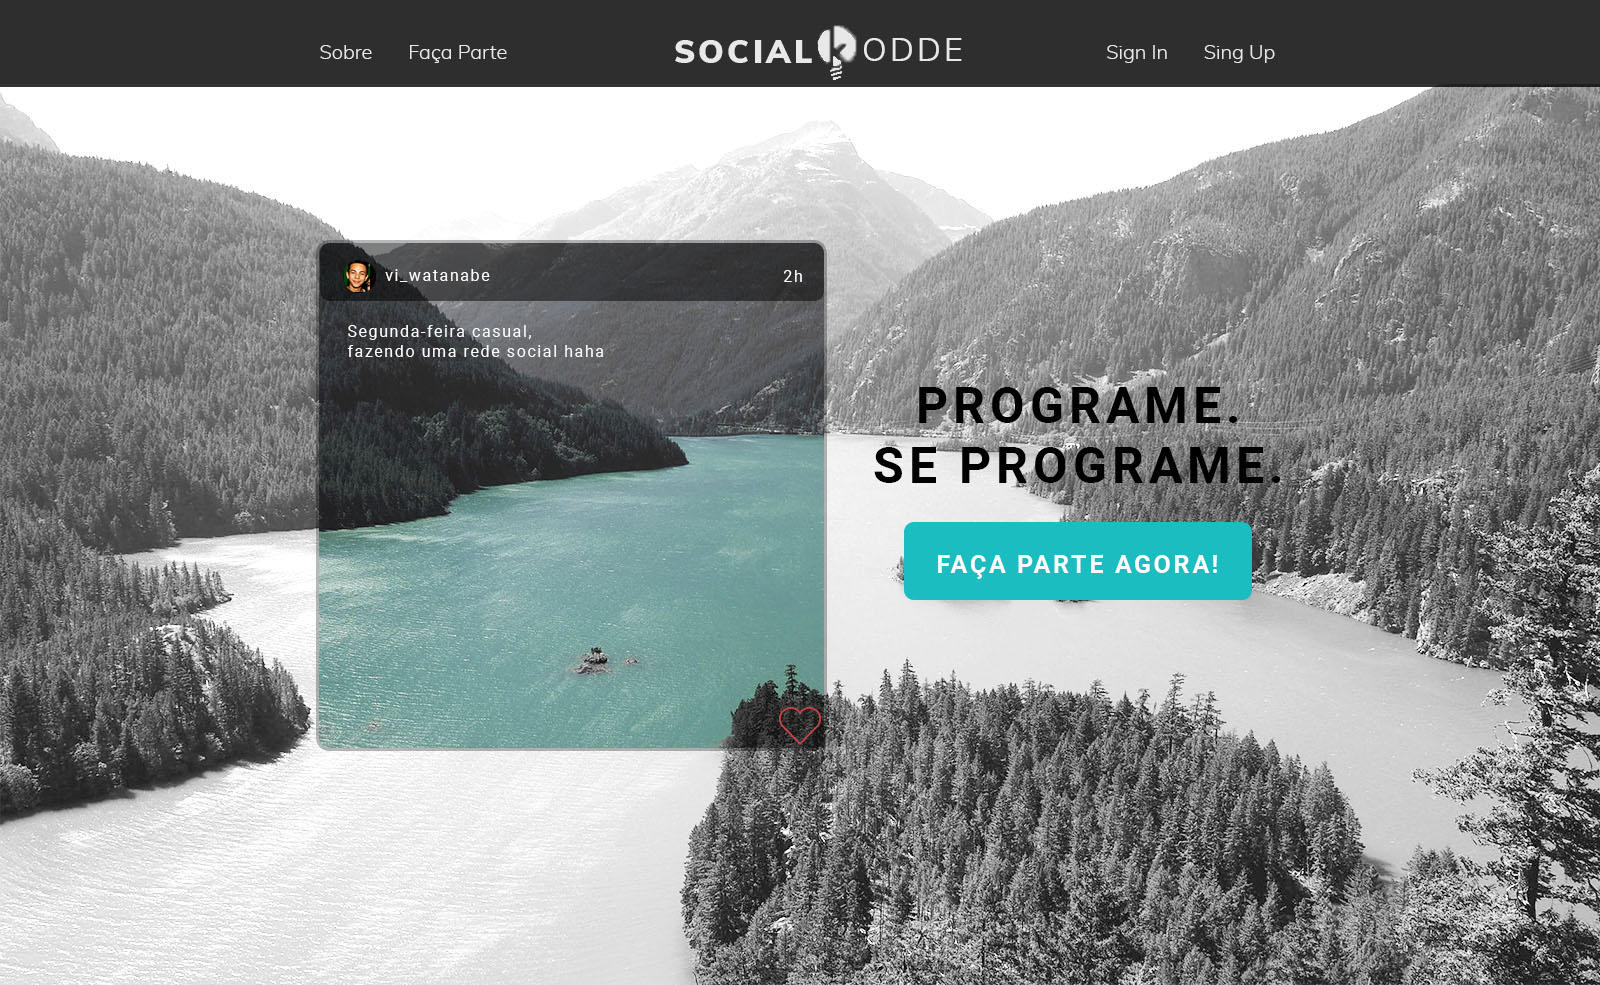 Sobre
Faça Parte
SOCIAL kODDE
Sign In
Sing Up
vi_watanabe
2h
Segunda-feira casual,
fazendo uma rede social haha
PROGRAME.
SE PROGRAME.
FAÇA PARTE AGORA!